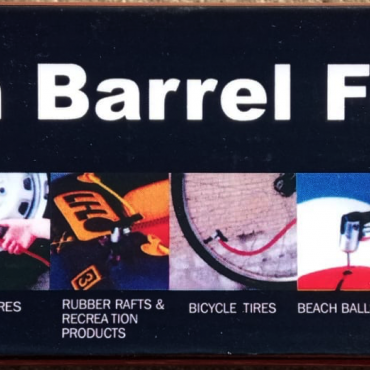 n Barrel F
RES
RUBBER RAFTS &
RECREATION
PRODUCTS
BICYCLE TIRES
BEACH BALL